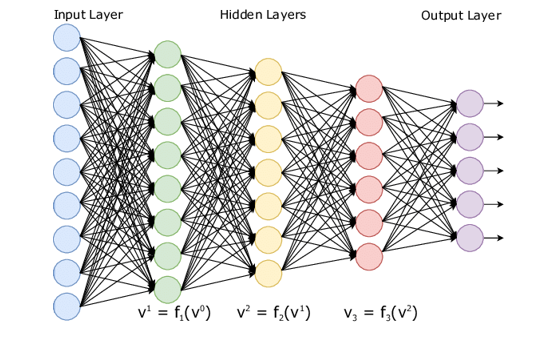 Input Layer Hidden Layers Output Layer
v¹ = f₁(v⁰) v² = f₂(v¹) v₃ = f₃(v²)